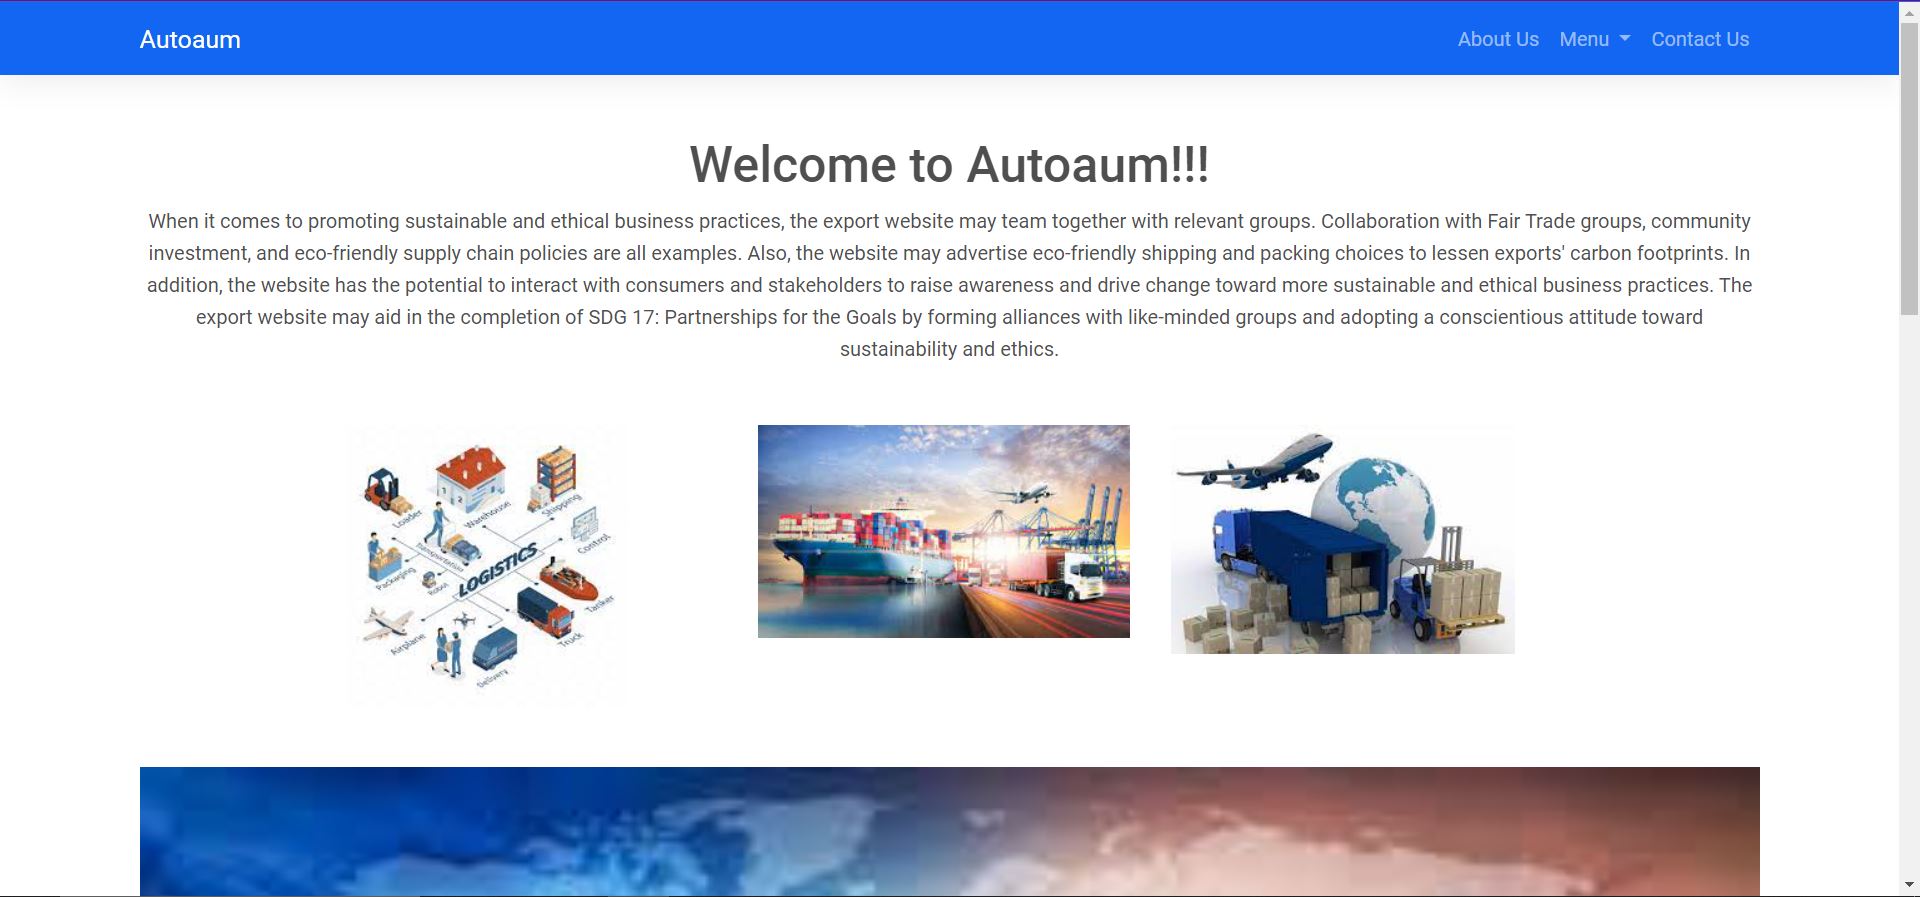 Autoaum
About Us Menu Contact Us
Welcome to Autoaum!!!
When it comes to promoting sustainable and ethical business practices, the export website may team together with relevant groups. Collaboration with Fair Trade groups, community
investment, and eco-friendly supply chain policies are all examples. Also, the website may advertise eco-friendly shipping and packing choices to lessen exports' carbon footprints. In
addition, the website has the potential to interact with consumers and stakeholders to raise awareness and drive change toward more sustainable and ethical business practices. The
export website may aid in the completion of SDG 17: Partnerships for the Goals by forming alliances with like-minded groups and adopting a conscientious attitude toward
sustainability and ethics.
Loader
Warehouse
1 2
Shipping
Control
Transportation
Packaging
Robot
LOGISTICS
Tanker
Airplane
Truck
Delivery